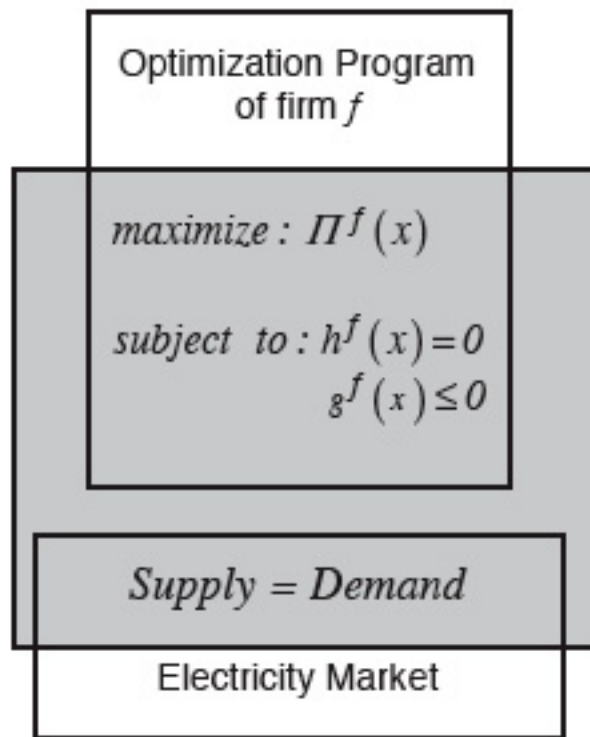 Optimization Program
of firm f
maximize : Π^f (x)
subject to : h^f (x) = 0
g^f (x) ≤ 0
Supply = Demand
Electricity Market